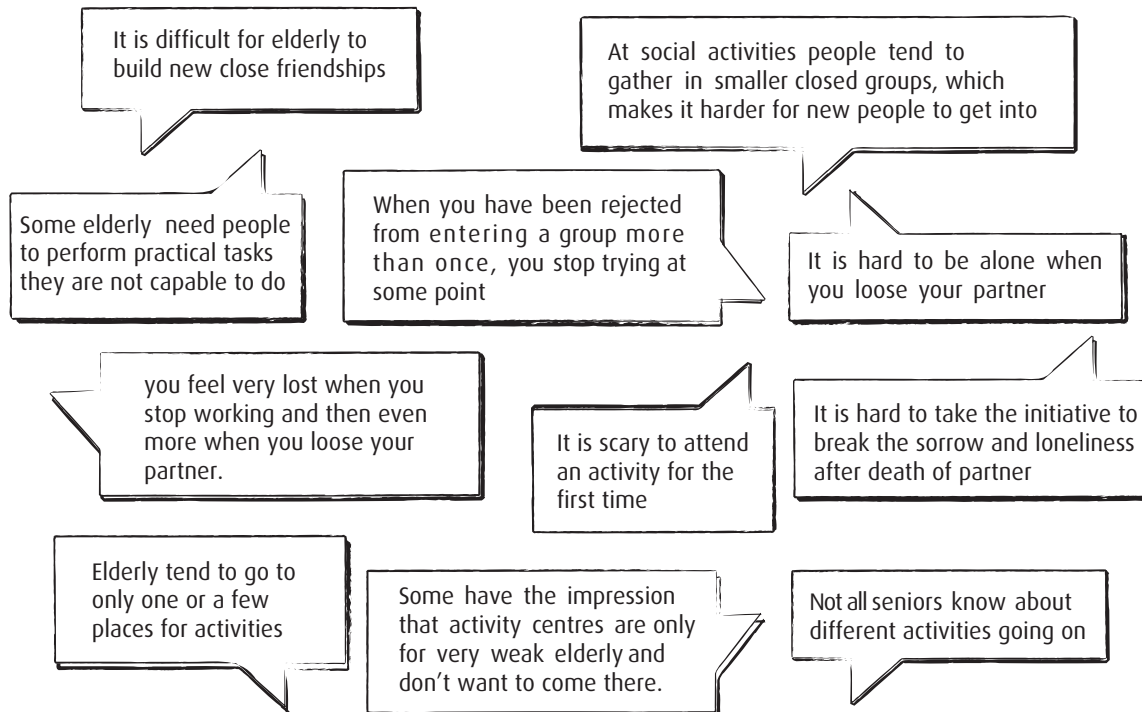 It is difficult for elderly to
build new close friendships
At social activities people tend to
gather in smaller closed groups, which
makes it harder for new people to get into
Some elderly need people
to perform practical tasks
they are not capable to do
When you have been rejected
from entering a group more
than once, you stop trying at
some point
It is hard to be alone when
you loose your partner
you feel very lost when you
stop working and then even
more when you loose your
partner.
It is scary to attend
an activity for the
first time
It is hard to take the initiative to
break the sorrow and loneliness
after death of partner
Elderly tend to go to
only one or a few
places for activities
Some have the impression
that activity centres are only
for very weak elderly and
don’t want to come there.
Not all seniors know about
different activities going on